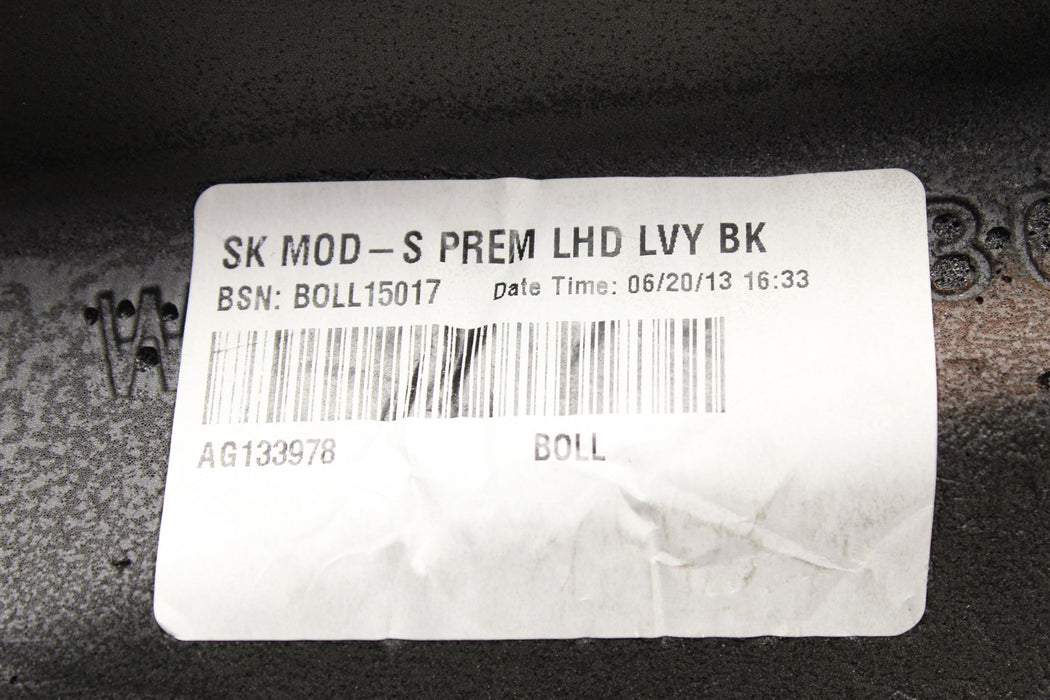 SK MOD-S PREM LHD LVY BK
BSN: BOLL15017 Date Time: 06/20/13 16:33
AG133978 BOLL